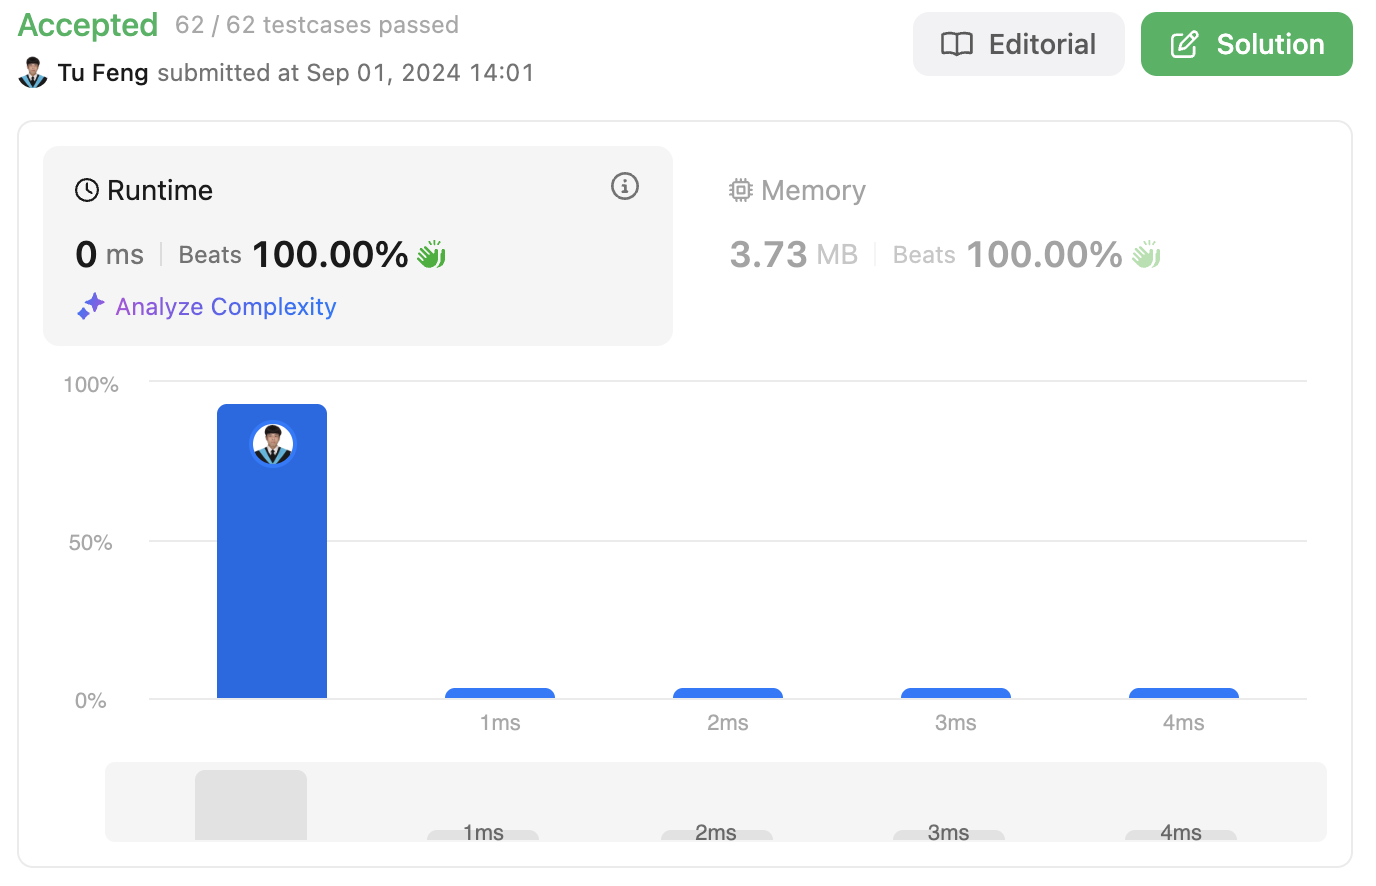 Accepted 62 / 62 testcases passed
Tu Feng submitted at Sep 01, 2024 14:01
Editorial
Solution
Runtime
0 ms Beats 100.00%
Analyze Complexity
Memory
3.73 MB Beats 100.00%
100%
50%
0%
1ms 2ms 3ms 4ms
1ms 2ms 3ms 4ms